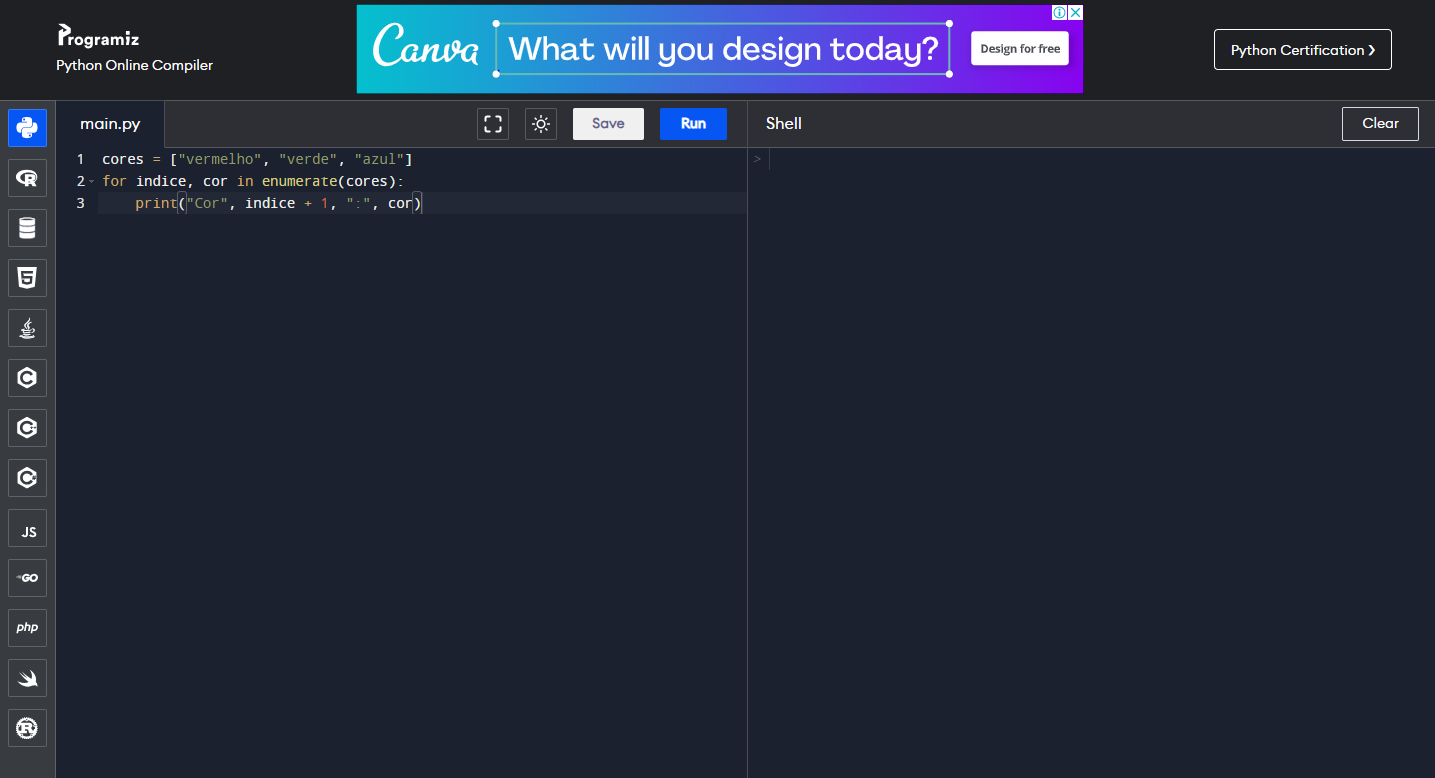 Programiz
Python Online Compiler
Canva
What will you design today?
Design for free
Python Certification ❯
main.py
Save
Run
Shell
Clear
1 cores = ["vermelho", "verde", "azul"]
2 for indice, cor in enumerate(cores):
3     print("Cor", indice + 1, ":", cor)
>
R
5
C
C
C
JS
GO
php
R